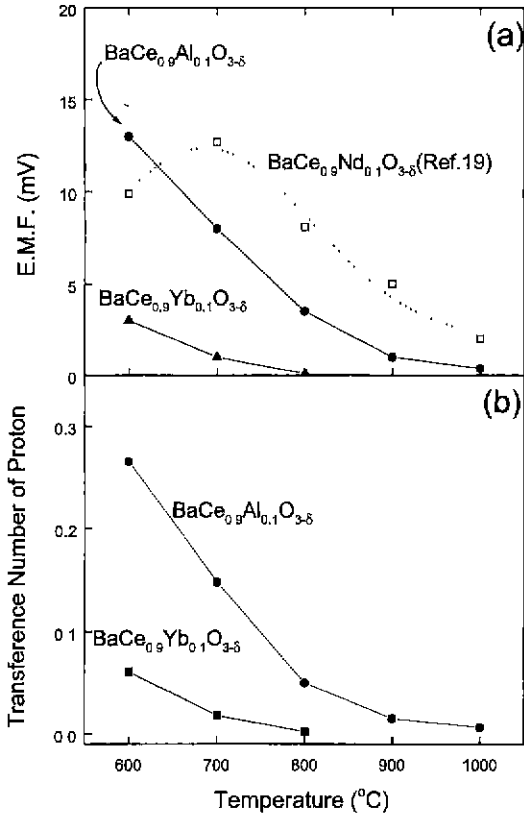 (a)
20
BaCe0.9Al0.1O3-δ
15
BaCe0.9Nd0.1O3-δ(Ref.19)
E.M.F. (mV)
10
5
BaCe0.9Yb0.1O3-δ
0
(b)
0.3
Transference Number of Proton
BaCe0.9Al0.1O3-δ
0.2
0.1
BaCe0.9Yb0.1O3-δ
0.0
600 700 800 900 1000
Temperature (°C)